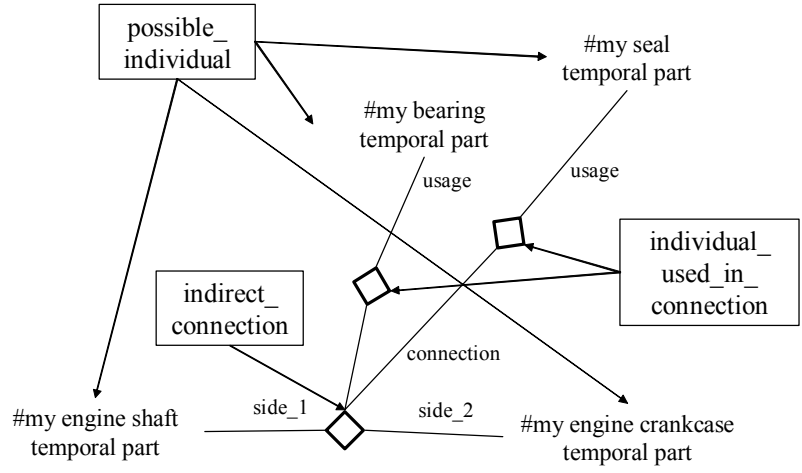 possible_
individual
#my seal
temporal part
#my bearing
temporal part
usage
usage
individual_
used_in_
connection
indirect_
connection
connection
side_1
side_2
#my engine shaft
temporal part
#my engine crankcase
temporal part